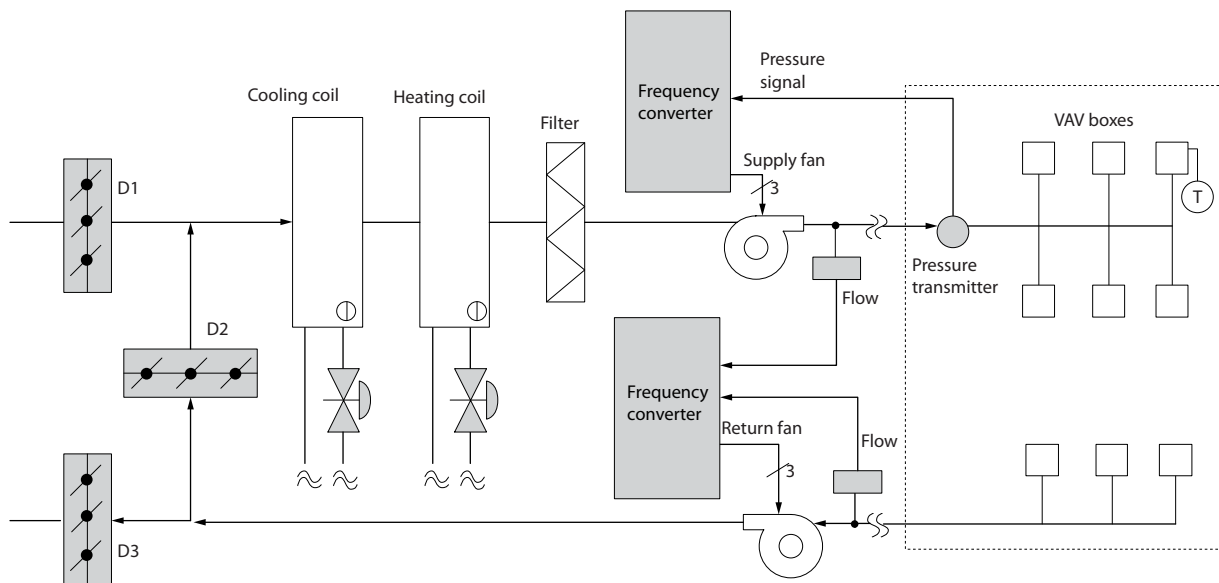 Pressure
signal
Frequency
converter
VAV boxes
Cooling coil
Heating coil
Filter
Supply fan
3
D1
T
Pressure
transmitter
Flow
D2
Frequency
converter
Return fan
Flow
3
D3